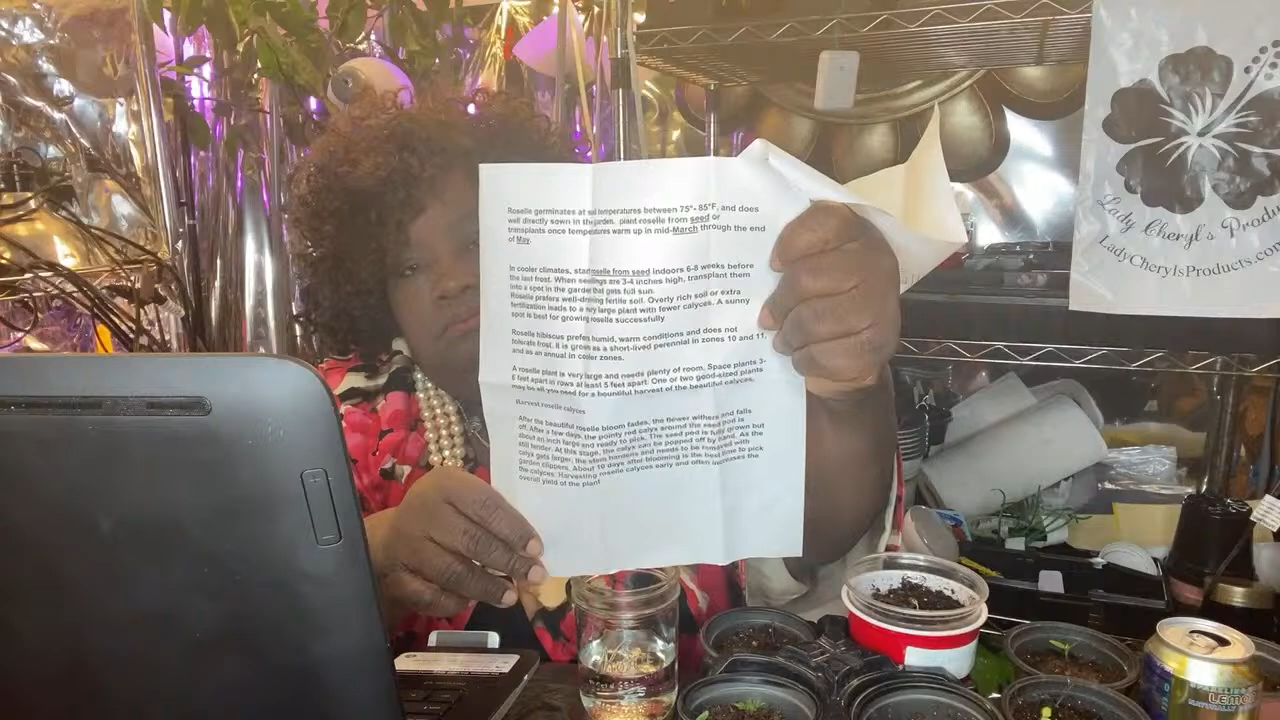 Roselle germinates at soil temperatures between 75°- 85°F, and does
well directly sown in the garden. plant roselle from seed or
transplants once temperatures warm up in mid-March through the end
of May.
In cooler climates, start roselle from seed indoors 6-8 weeks before
the last frost. When seedlings are 3-4 inches high, transplant them
into a spot in the garden that gets full sun.
Roselle prefers well-draining fertile soil. Overly rich soil or extra
fertilization leads to a very large plant with fewer calyces. A sunny
spot is best for growing roselle successfully
Roselle hibiscus prefers humid, warm conditions and does not
tolerate frost. It is grown as a short-lived perennial in zones 10 and 11,
and as an annual in cooler zones.
A roselle plant is very large and needs plenty of room. Space plants 3-
6 feet apart in rows at least 5 feet apart. One or two good-sized plants
may be all you need for a bountiful harvest of the beautiful calyces.
Harvest roselle calyces
After the beautiful roselle bloom fades, the flower withers and falls
off. After a few days, the pointy red calyx around the seed pod is
about an inch large and ready to pick. The seed pod is fully grown but
still tender. At this stage, the calyx can be popped off by hand. As the
calyx gets larger, the stem hardens and needs to be removed with
garden clippers. About 10 days after blooming is the best time to pick
the calyces. Harvesting roselle calyces early and often increases the
overall yield of the plant
Lady Cheryl's Produ
LadyCherylsProducts.co
SPARKLING
LEMO
NATURALLY